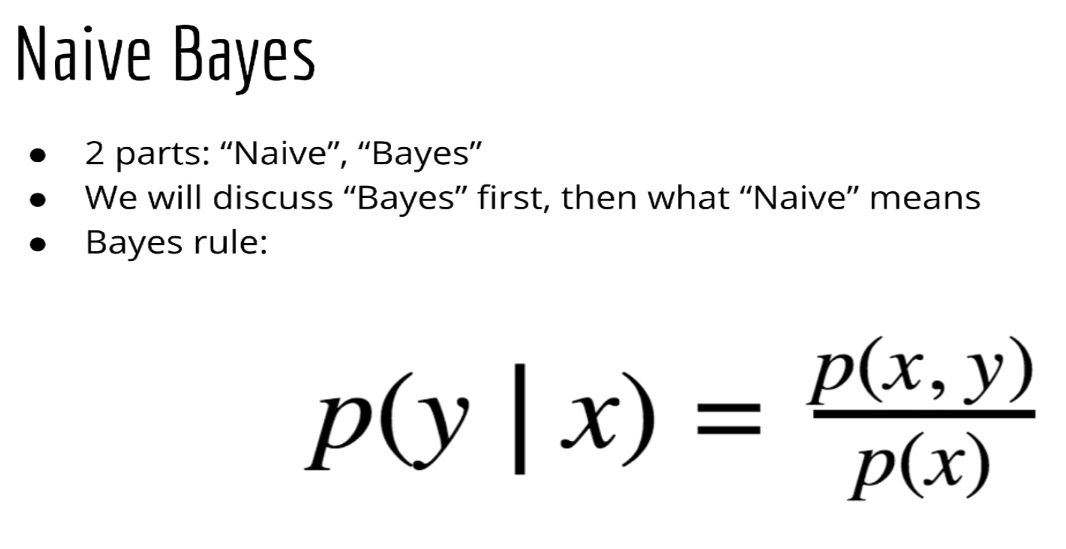 Naive Bayes
● 2 parts: “Naive”, “Bayes”
● We will discuss “Bayes” first, then what “Naive” means
● Bayes rule:
p(y | x) = p(x, y) / p(x)